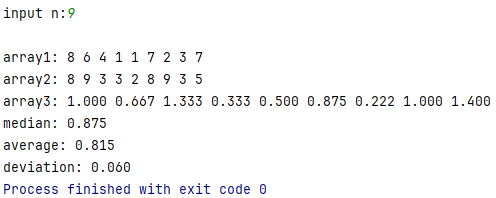 input n:9
array1: 8 6 4 1 1 7 2 3 7
array2: 8 9 3 3 2 8 9 3 5
array3: 1.000 0.667 1.333 0.333 0.500 0.875 0.222 1.000 1.400
median: 0.875
average: 0.815
deviation: 0.060
Process finished with exit code 0